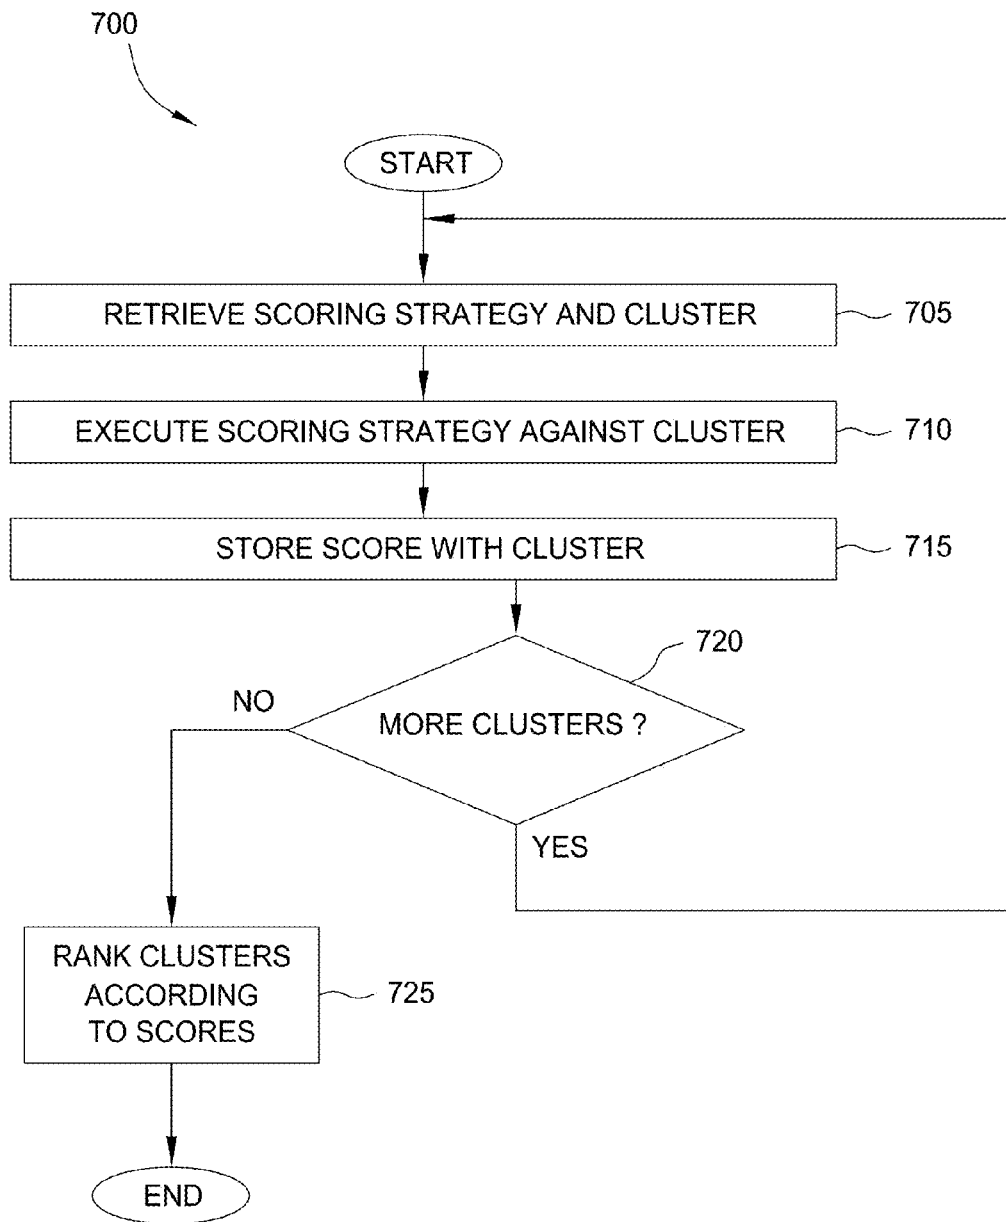 700
START
RETRIEVE SCORING STRATEGY AND CLUSTER
705
EXECUTE SCORING STRATEGY AGAINST CLUSTER
710
STORE SCORE WITH CLUSTER
715
720
NO
MORE CLUSTERS ?
YES
RANK CLUSTERS
ACCORDING
TO SCORES
725
END